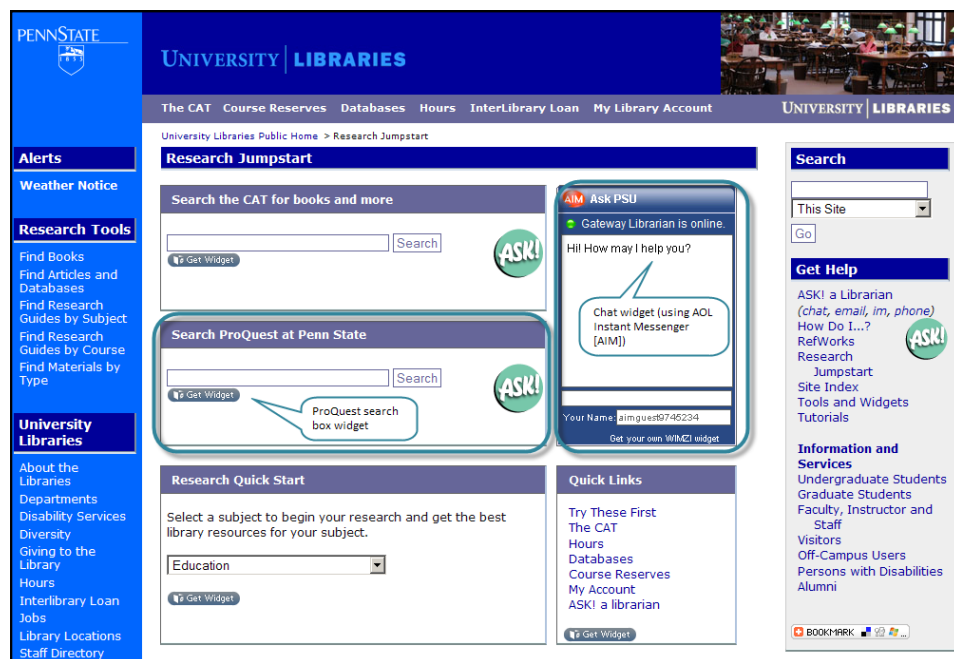 PENNSTATE
1855
UNIVERSITY LIBRARIES
The CAT Course Reserves Databases Hours InterLibrary Loan My Library Account
UNIVERSITY LIBRARIES
University Libraries Public Home > Research Jumpstart
Alerts
Weather Notice
Research Tools
Find Books
Find Articles and
Databases
Find Research
Guides by Subject
Find Research
Guides by Course
Find Materials by
Type
University
Libraries
About the
Libraries
Departments
Disability Services
Diversity
Giving to the
Library
Hours
Interlibrary Loan
Jobs
Library Locations
Staff Directory
Research Jumpstart
Search the CAT for books and more
Search
Get Widget
ASK!
Search ProQuest at Penn State
Search
Get Widget
ASK!
ProQuest search
box widget
AIM Ask PSU
Gateway Librarian is online.
Hi! How may I help you?
Chat widget (using AOL
Instant Messenger
[AIM])
Your Name: aimguest9745234
Get your own WIMZI widget
Research Quick Start
Select a subject to begin your research and get the best
library resources for your subject.
Education
Get Widget
Quick Links
Try These First
The CAT
Hours
Databases
Course Reserves
My Account
ASK! a librarian
Get Widget
Search
This Site
Go
Get Help
ASK! a Librarian
(chat, email, im, phone)
How Do I...?
RefWorks
Research
Jumpstart
Site Index
Tools and Widgets
Tutorials
ASK!
Information and
Services
Undergraduate Students
Graduate Students
Faculty, Instructor and
Staff
Visitors
Off-Campus Users
Persons with Disabilities
Alumni
BOOKMARK